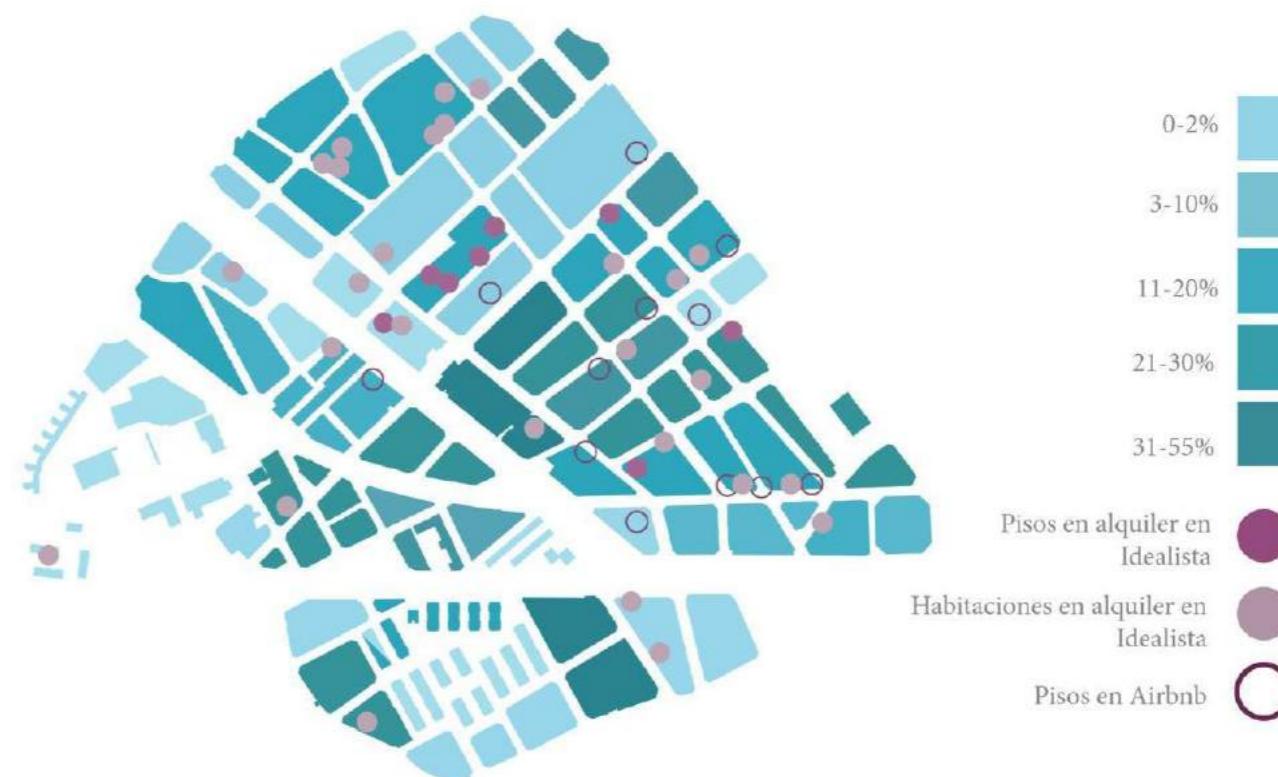 0-2%
3-10%
11-20%
21-30%
31-55%
Pisos en alquiler en
Idealista
Habitaciones en alquiler en
Idealista
Pisos en Airbnb